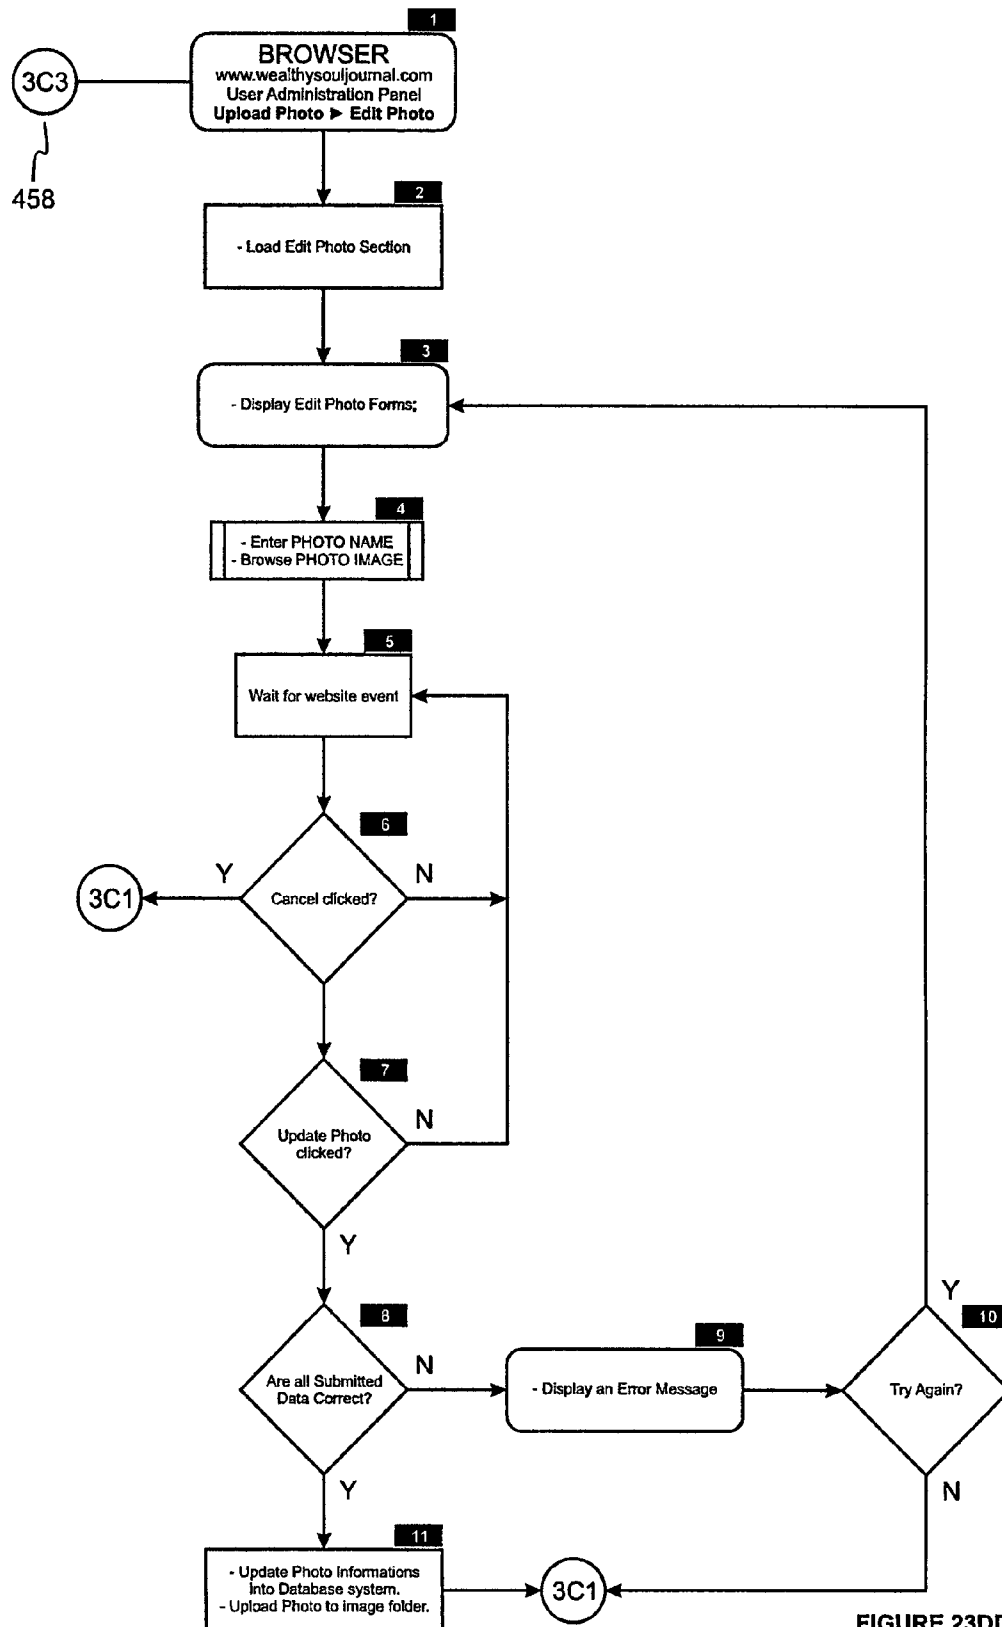 1
BROWSER
www.wealthysouljournal.com
User Administration Panel
Upload Photo ► Edit Photo
3C3
458
2
- Load Edit Photo Section
3
- Display Edit Photo Forms;
4
- Enter PHOTO NAME
- Browse PHOTO IMAGE
5
Wait for website event
6
Y
N
Cancel clicked?
3C1
7
N
Update Photo
clicked?
Y
8
N
Are all Submitted
Data Correct?
Y
9
- Display an Error Message
Y
10
Try Again?
N
11
- Update Photo Informations
into Database system.
- Upload Photo to image folder.
3C1
FIGURE 23DD